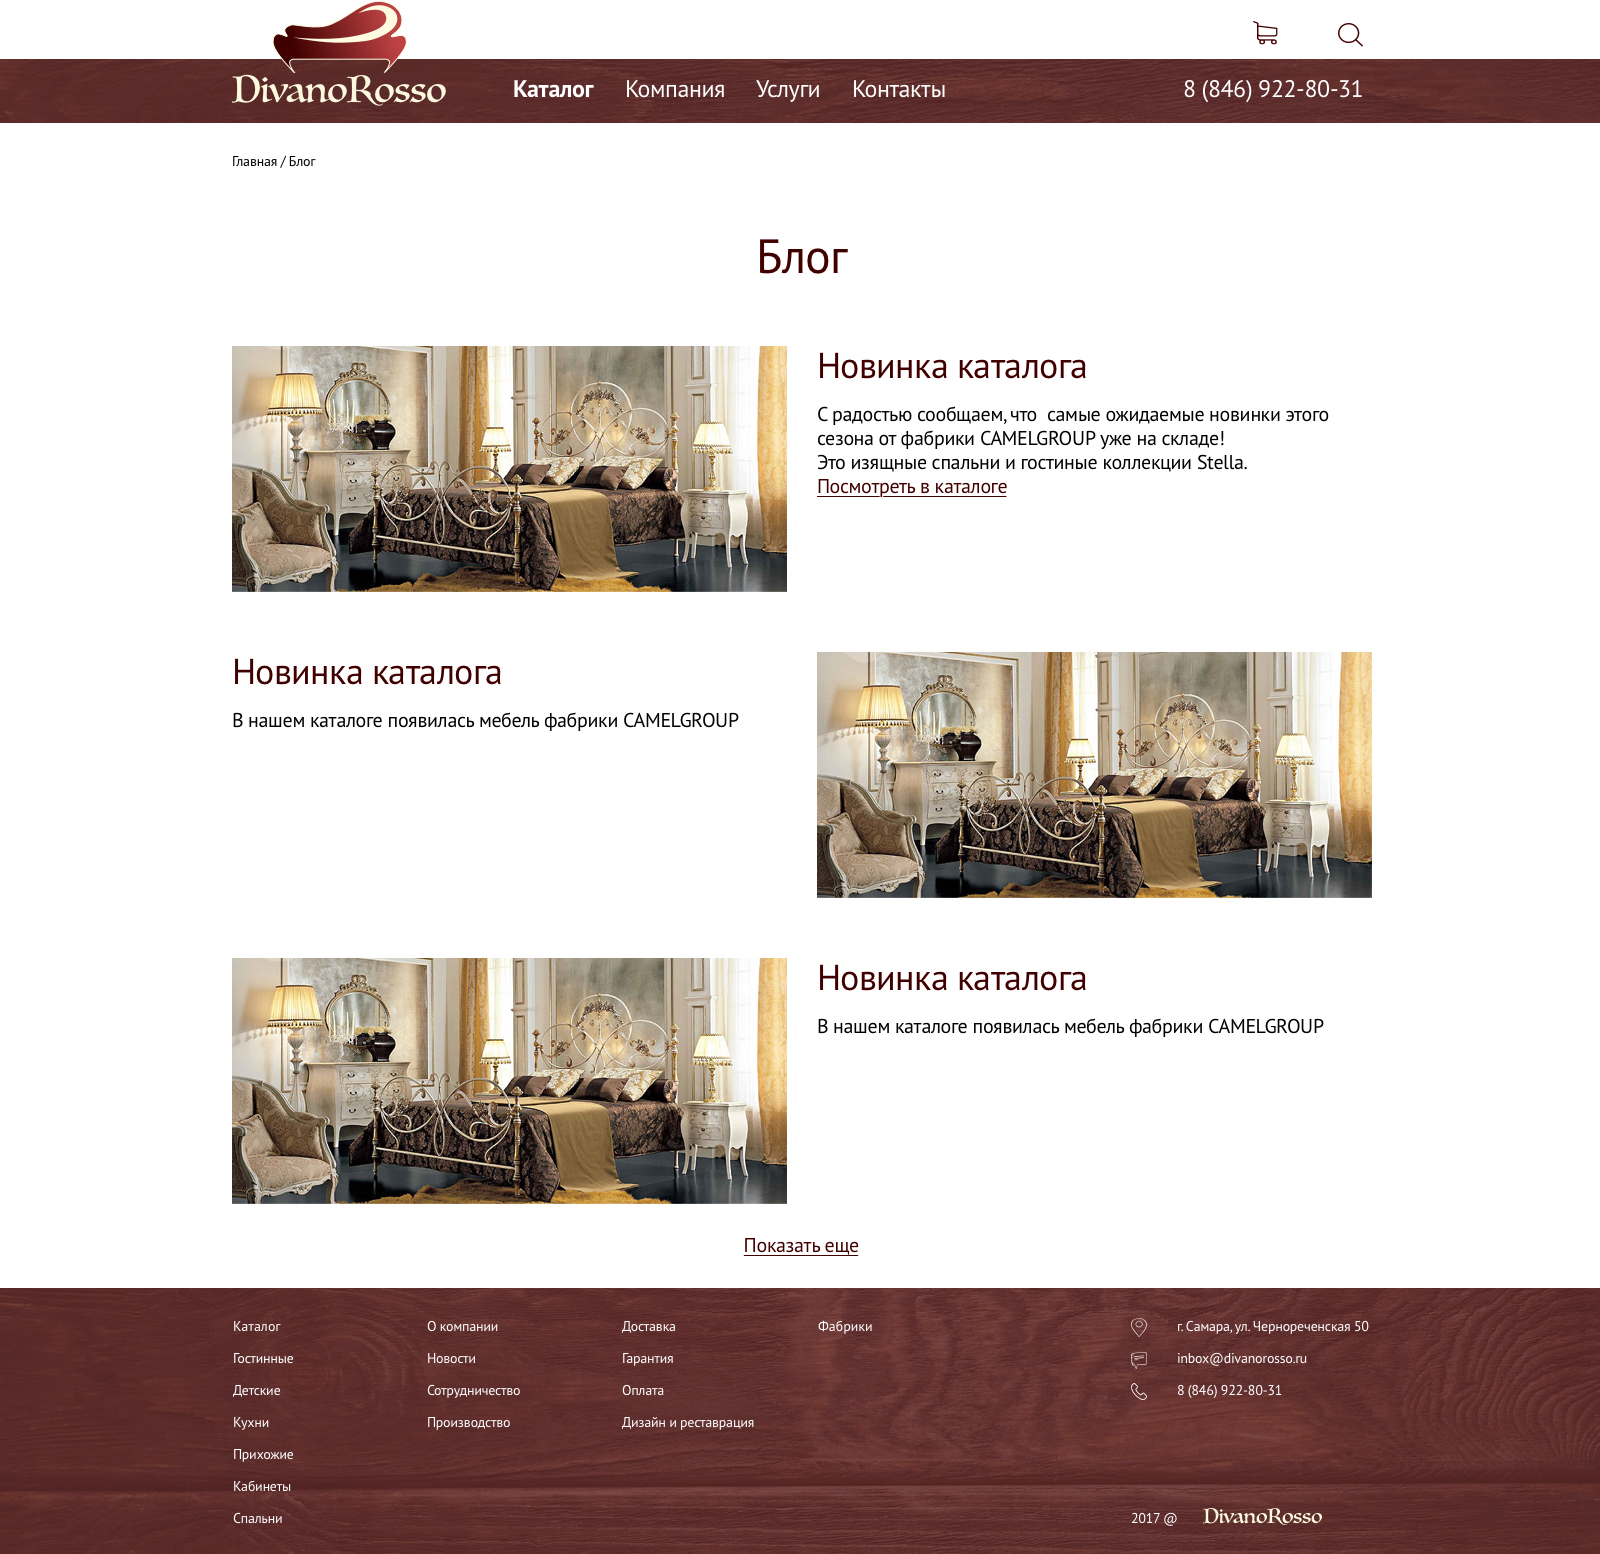 DivanoRosso
Каталог Компания Услуги Контакты 8 (846) 922-80-31
Главная / Блог
Блог
Новинка каталога
С радостью сообщаем, что  самые ожидаемые новинки этого
сезона от фабрики CAMELGROUP уже на складе!
Это изящные спальни и гостиные коллекции Stella.
Посмотреть в каталоге
Новинка каталога
В нашем каталоге появилась мебель фабрики CAMELGROUP
Новинка каталога
В нашем каталоге появилась мебель фабрики CAMELGROUP
Показать еще
Каталог
Гостинные
Детские
Кухни
Прихожие
Кабинеты
Спальни
О компании
Новости
Сотрудничество
Производство
Доставка
Гарантия
Оплата
Дизайн и реставрация
Фабрики
г. Самара, ул. Чернореченская 50
inbox@divanorosso.ru
8 (846) 922-80-31
2017 @ DivanoRosso